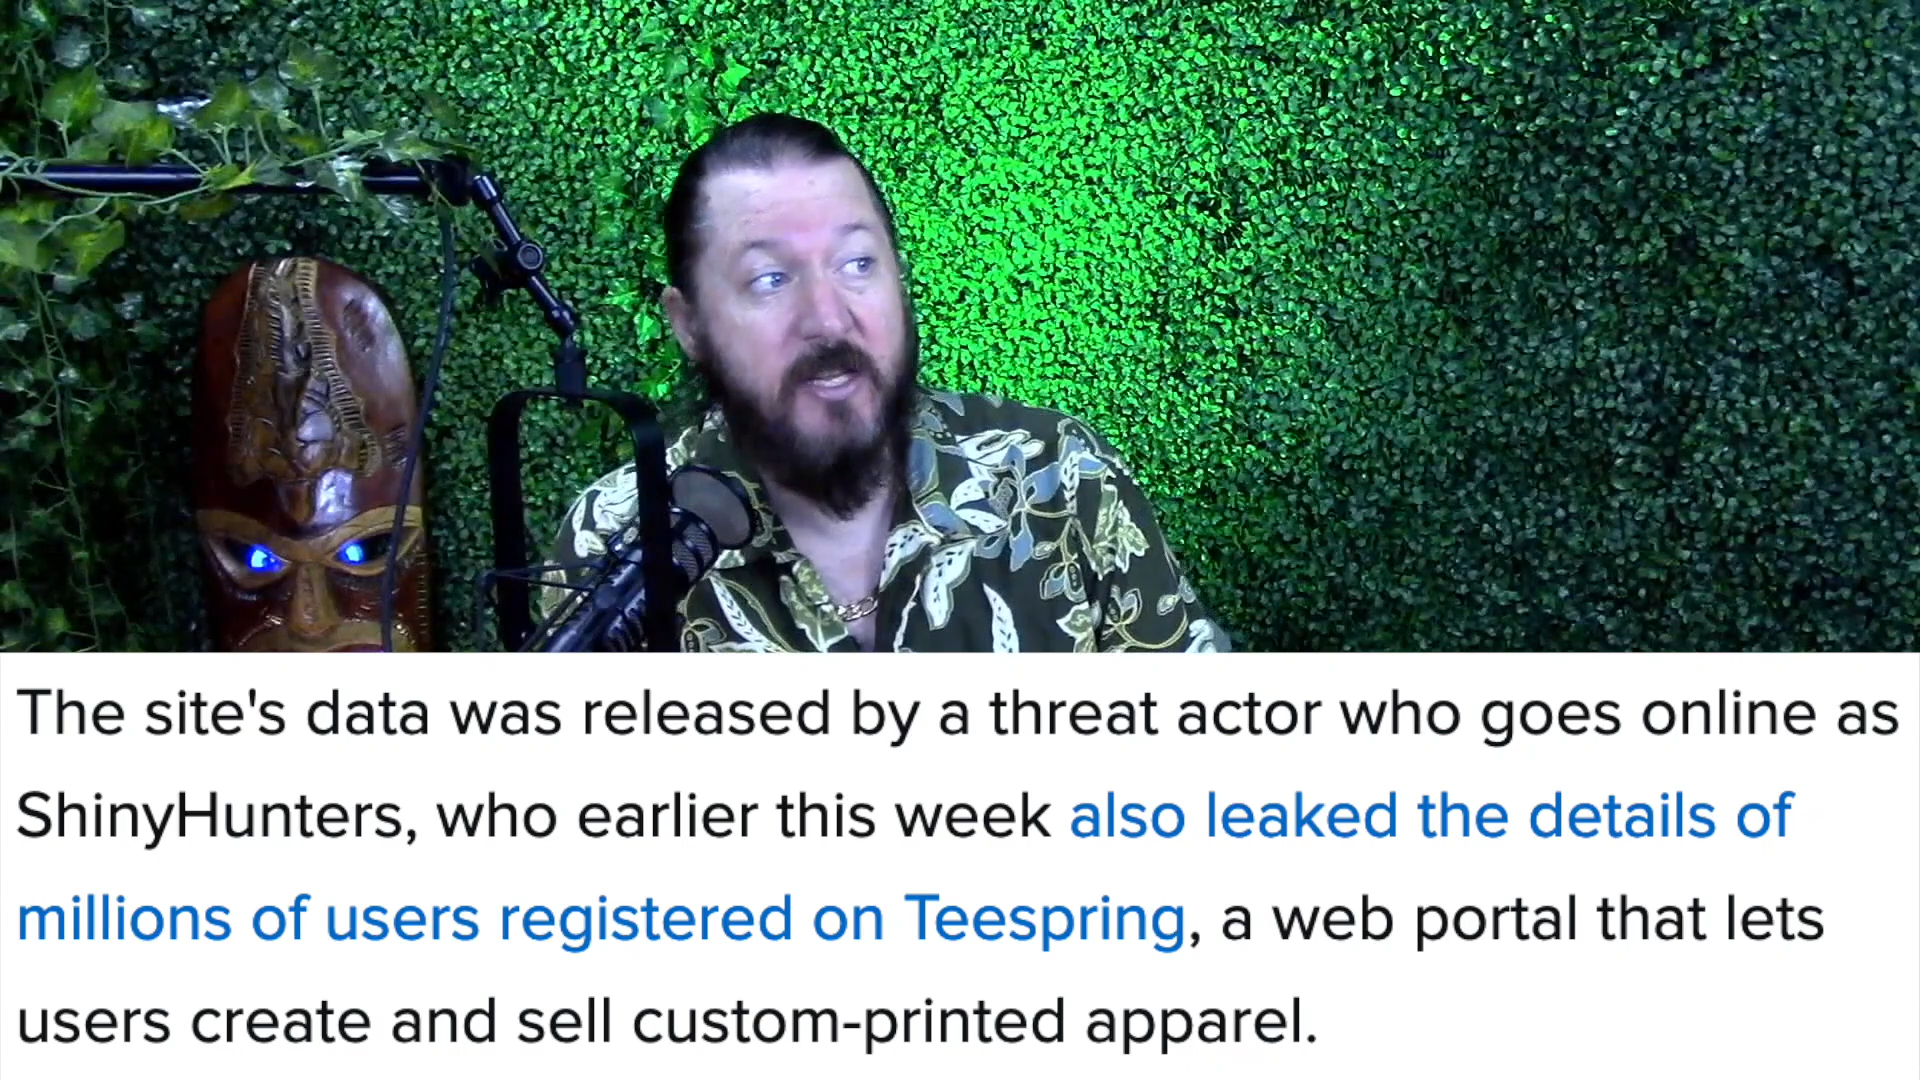 The site's data was released by a threat actor who goes online as
ShinyHunters, who earlier this week also leaked the details of
millions of users registered on Teespring, a web portal that lets
users create and sell custom-printed apparel.